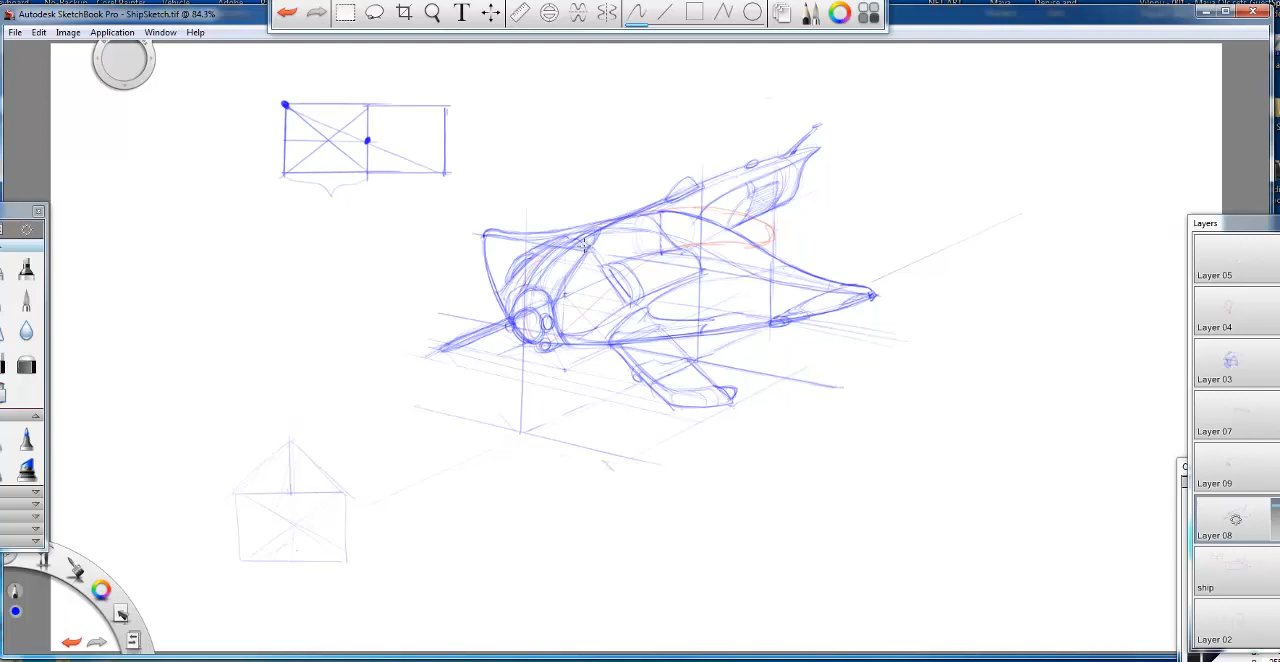 Autodesk SketchBook Pro - ShipSketch.tif @ 84.3%
File Edit Image Application Window Help
T
Layers
Layer 05
Layer 04
Layer 03
Layer 07
Layer 09
Layer 08
ship
Layer 02